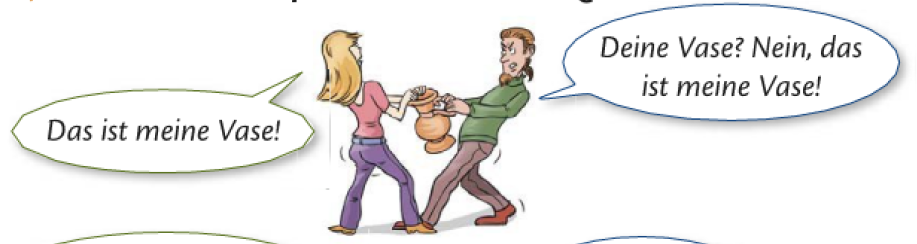 Das ist meine Vase!
Deine Vase? Nein, das
ist meine Vase!